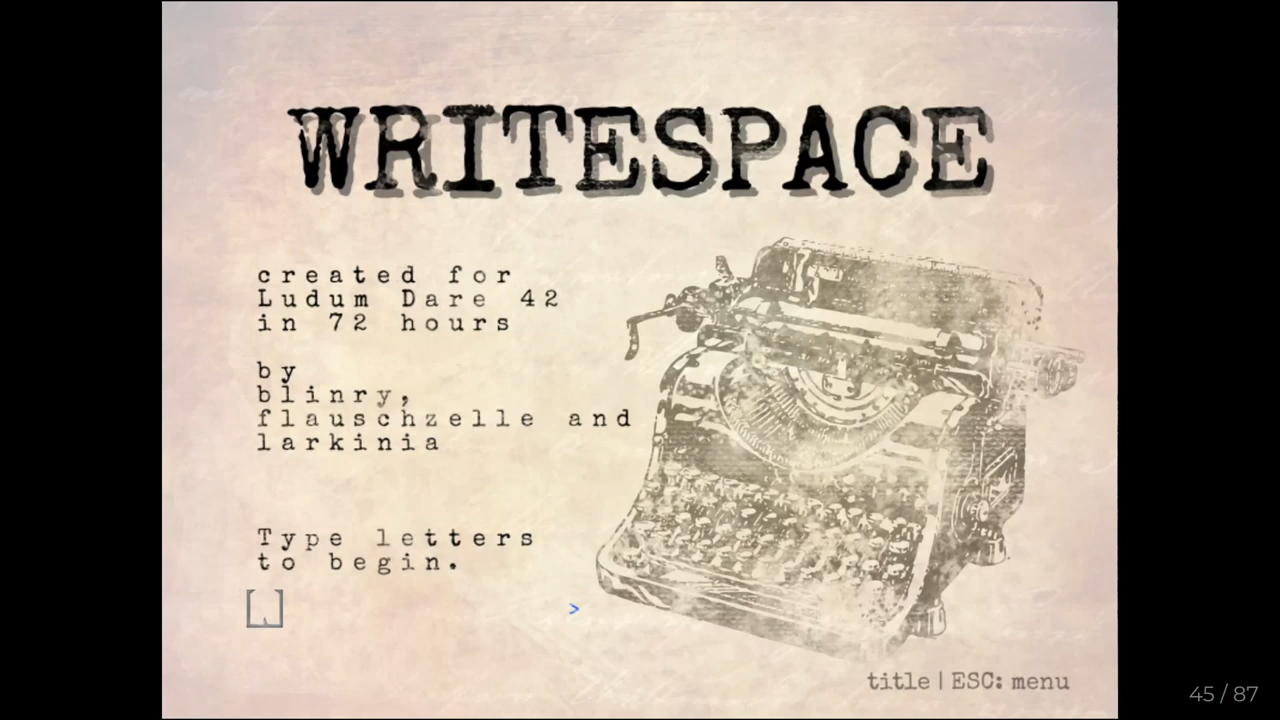 WRITESPACE
created for
Ludum Dare 42
in 72 hours
by
blinry,
flauschzelle and
larkinia
Type letters
to begin.
>
title | ESC: menu
45 / 87